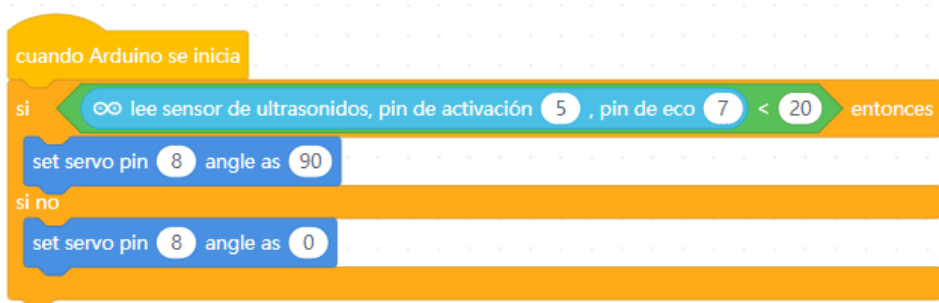 cuando Arduino se inicia
si lee sensor de ultrasonidos, pin de activación 5 , pin de eco 7 < 20 entonces
set servo pin 8 angle as 90
si no
set servo pin 8 angle as 0